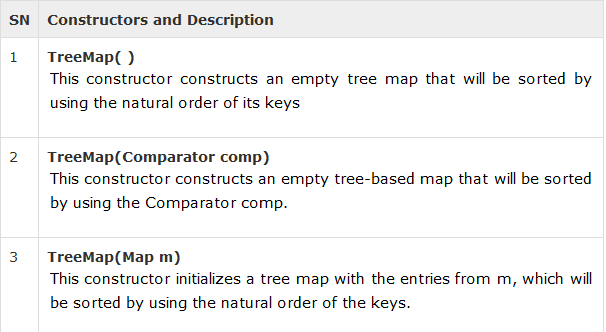 SN Constructors and Description
1 TreeMap( )
This constructor constructs an empty tree map that will be sorted by
using the natural order of its keys
2 TreeMap(Comparator comp)
This constructor constructs an empty tree-based map that will be sorted
by using the Comparator comp.
3 TreeMap(Map m)
This constructor initializes a tree map with the entries from m, which will
be sorted by using the natural order of the keys.